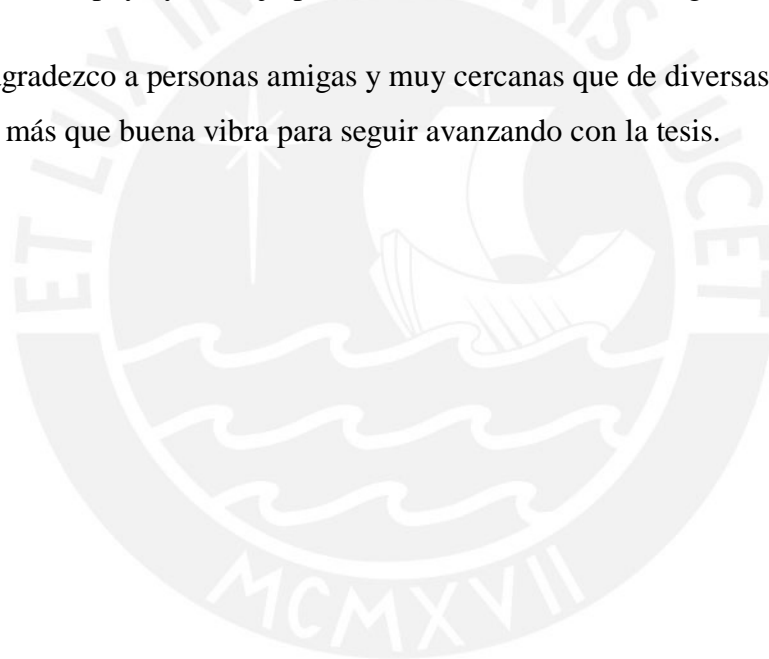 gradezco a personas amigas y muy cercanas que de diversas
más que buena vibra para seguir avanzando con la tesis.
ET LUX IN
RIS LUCET
MCMXVII